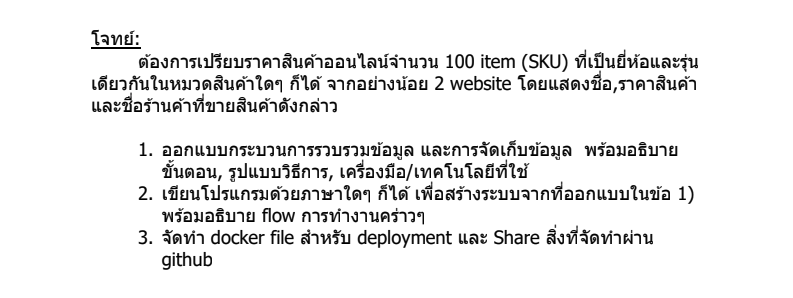 โจทย์:
ต้องการเปรียบราคาสินค้าออนไลน์จำนวน 100 item (SKU) ที่เป็นยี่ห้อและรุ่น
เดียวกันในหมวดสินค้าใดๆ ก็ได้ จากอย่างน้อย 2 website โดยแสดงชื่อ,ราคาสินค้า
และชื่อร้านค้าที่ขายสินค้าดังกล่าว
1. ออกแบบกระบวนการรวบรวมข้อมูล และการจัดเก็บข้อมูล พร้อมอธิบาย
ขั้นตอน, รูปแบบวิธีการ, เครื่องมือ/เทคโนโลยีที่ใช้
2. เขียนโปรแกรมด้วยภาษาใดๆ ก็ได้ เพื่อสร้างระบบจากที่ออกแบบในข้อ 1)
พร้อมอธิบาย flow การทำงานคร่าวๆ
3. จัดทำ docker file สำหรับ deployment และ Share สิ่งที่จัดทำผ่าน
github